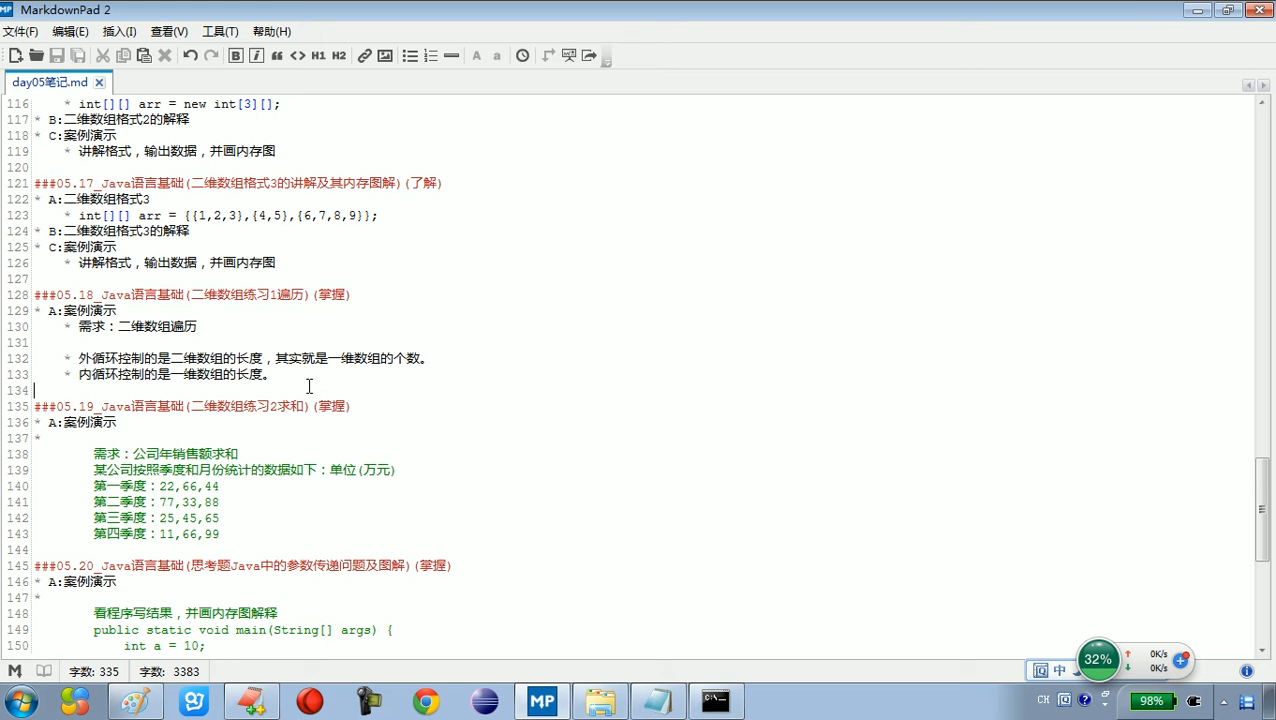 MarkdownPad 2
文件(F) 编辑(E) 插入(I) 查看(V) 工具(T) 帮助(H)
B I “ <> H1 H2 A a
day05笔记.md
116 * int[][] arr = new int[3][];
117 * B:二维数组格式2的解释
118 * C:案例演示
119 * 讲解格式，输出数据，并画内存图
120
121 ###05.17_Java语言基础(二维数组格式3的讲解及其内存图解)(了解)
122 * A:二维数组格式3
123 * int[][] arr = {{1,2,3},{4,5},{6,7,8,9}};
124 * B:二维数组格式3的解释
125 * C:案例演示
126 * 讲解格式，输出数据，并画内存图
127
128 ###05.18_Java语言基础(二维数组练习1遍历)(掌握)
129 * A:案例演示
130 * 需求：二维数组遍历
131
132 * 外循环控制的是二维数组的长度，其实就是一维数组的个数。
133 * 内循环控制的是一维数组的长度。
134
135 ###05.19_Java语言基础(二维数组练习2求和)(掌握)
136 * A:案例演示
137 *
138 需求：公司年销售额求和
139 某公司按照季度和月份统计的数据如下：单位(万元)
140 第一季度：22,66,44
141 第二季度：77,33,88
142 第三季度：25,45,65
143 第四季度：11,66,99
144
145 ###05.20_Java语言基础(思考题Java中的参数传递问题及图解)(掌握)
146 * A:案例演示
147 *
148 看程序写结果，并画内存图解释
149 public static void main(String[] args) {
150 int a = 10;
字数: 335 字数: 3383
中 32% 0K/s
0K/s
MP CH 98%